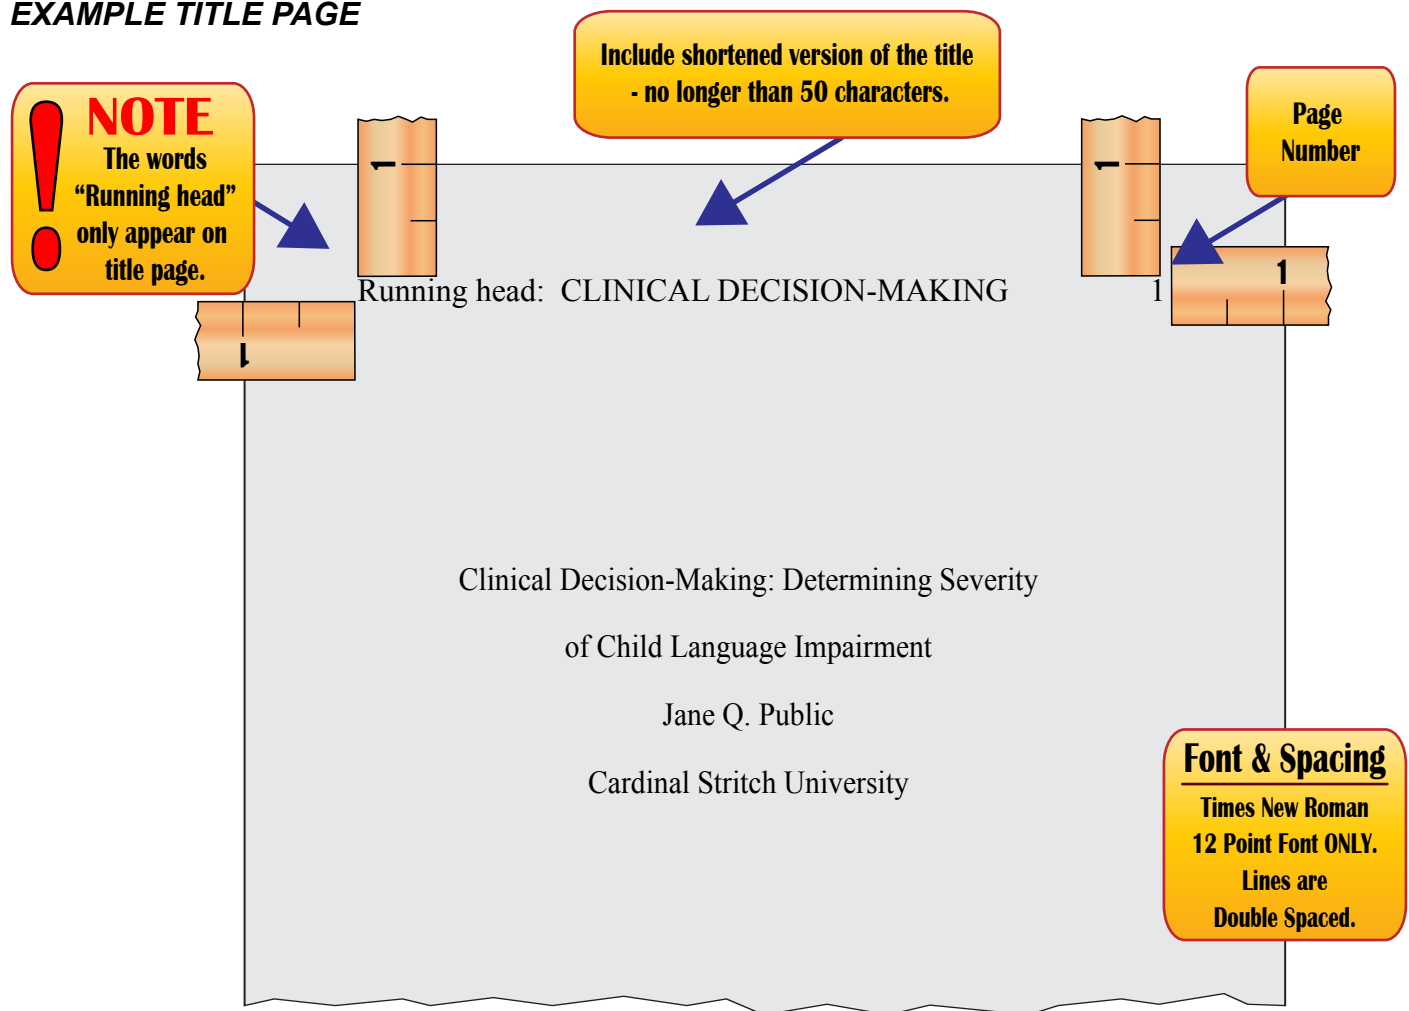 EXAMPLE TITLE PAGE
Include shortened version of the title
- no longer than 50 characters.
Page
Number
!
NOTE
The words
“Running head”
only appear on
title page.
1
1
Running head:  CLINICAL DECISION-MAKING 1
1
1
Clinical Decision-Making: Determining Severity
of Child Language Impairment
Jane Q. Public
Cardinal Stritch University
Font & Spacing
Times New Roman
12 Point Font ONLY.
Lines are
Double Spaced.